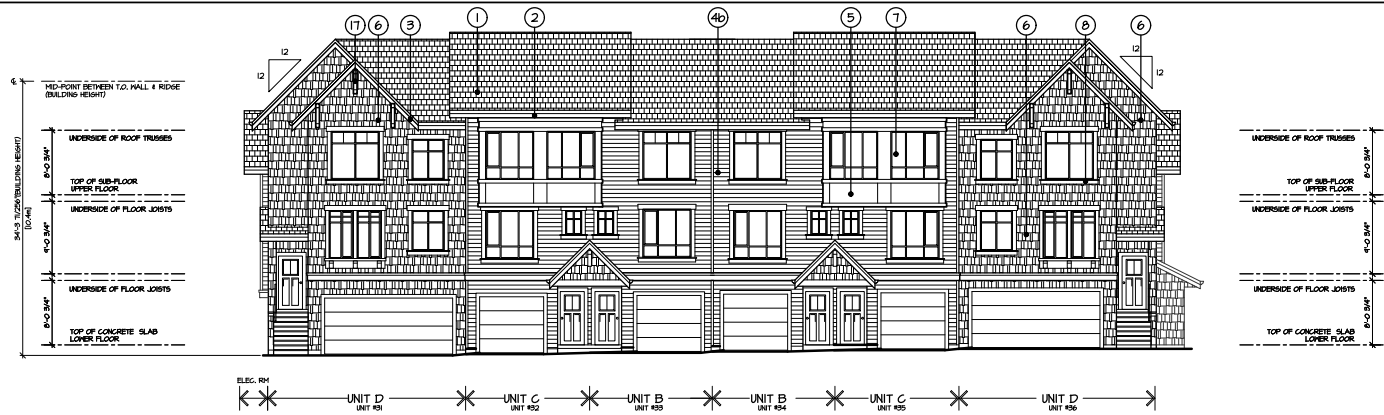 17 6 3 1 2 4b 5 7 6 8 6
12 12
12 12
MID-POINT BETWEEN T.O. WALL & RIDGE
(BUILDING HEIGHT)
UNDERSIDE OF ROOF TRUSSES
8'-0 3/4"
TOP OF SUB-FLOOR
UPPER FLOOR
UNDERSIDE OF FLOOR JOISTS
9'-0 3/4"
UNDERSIDE OF FLOOR JOISTS
8'-0 3/4"
TOP OF CONCRETE SLAB
LOWER FLOOR
(BUILDING HEIGHT)
[10.4m]
UNDERSIDE OF ROOF TRUSSES
8'-0 3/4"
TOP OF SUB-FLOOR
UPPER FLOOR
UNDERSIDE OF FLOOR JOISTS
9'-0 3/4"
UNDERSIDE OF FLOOR JOISTS
8'-0 3/4"
TOP OF CONCRETE SLAB
LOWER FLOOR
ELEC. RM
UNIT D UNIT C UNIT B UNIT B UNIT C UNIT D
UNIT #31 UNIT #32 UNIT #33 UNIT #34 UNIT #35 UNIT #36